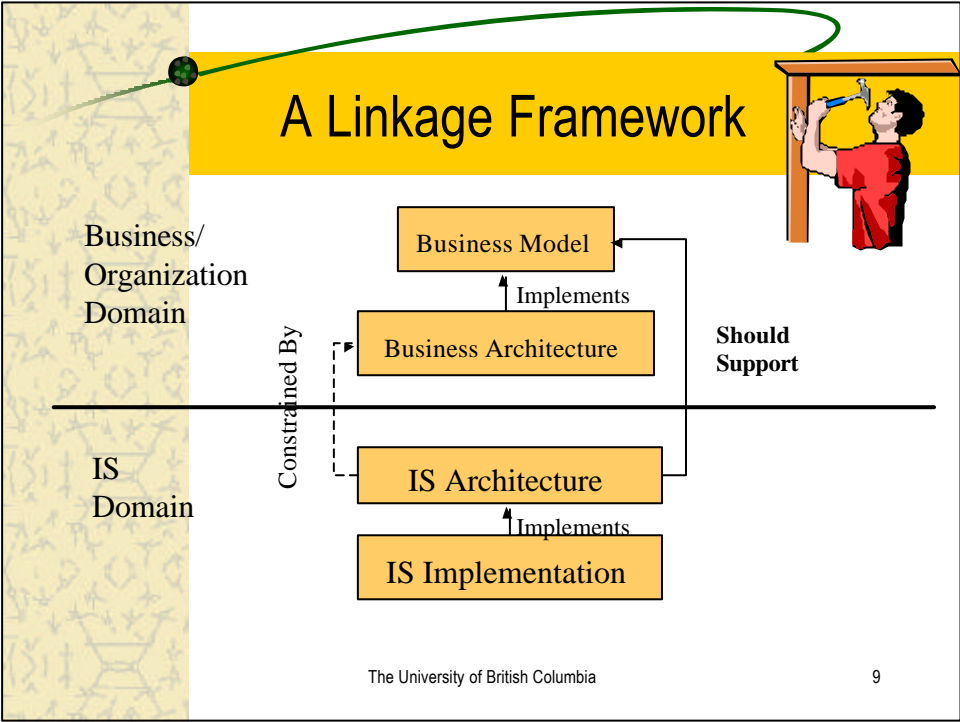 A Linkage Framework
Business/
Organization
Domain
Business Model
Implements
Business Architecture
Constrained By
Should
Support
IS
Domain
IS Architecture
Implements
IS Implementation
The University of British Columbia
9